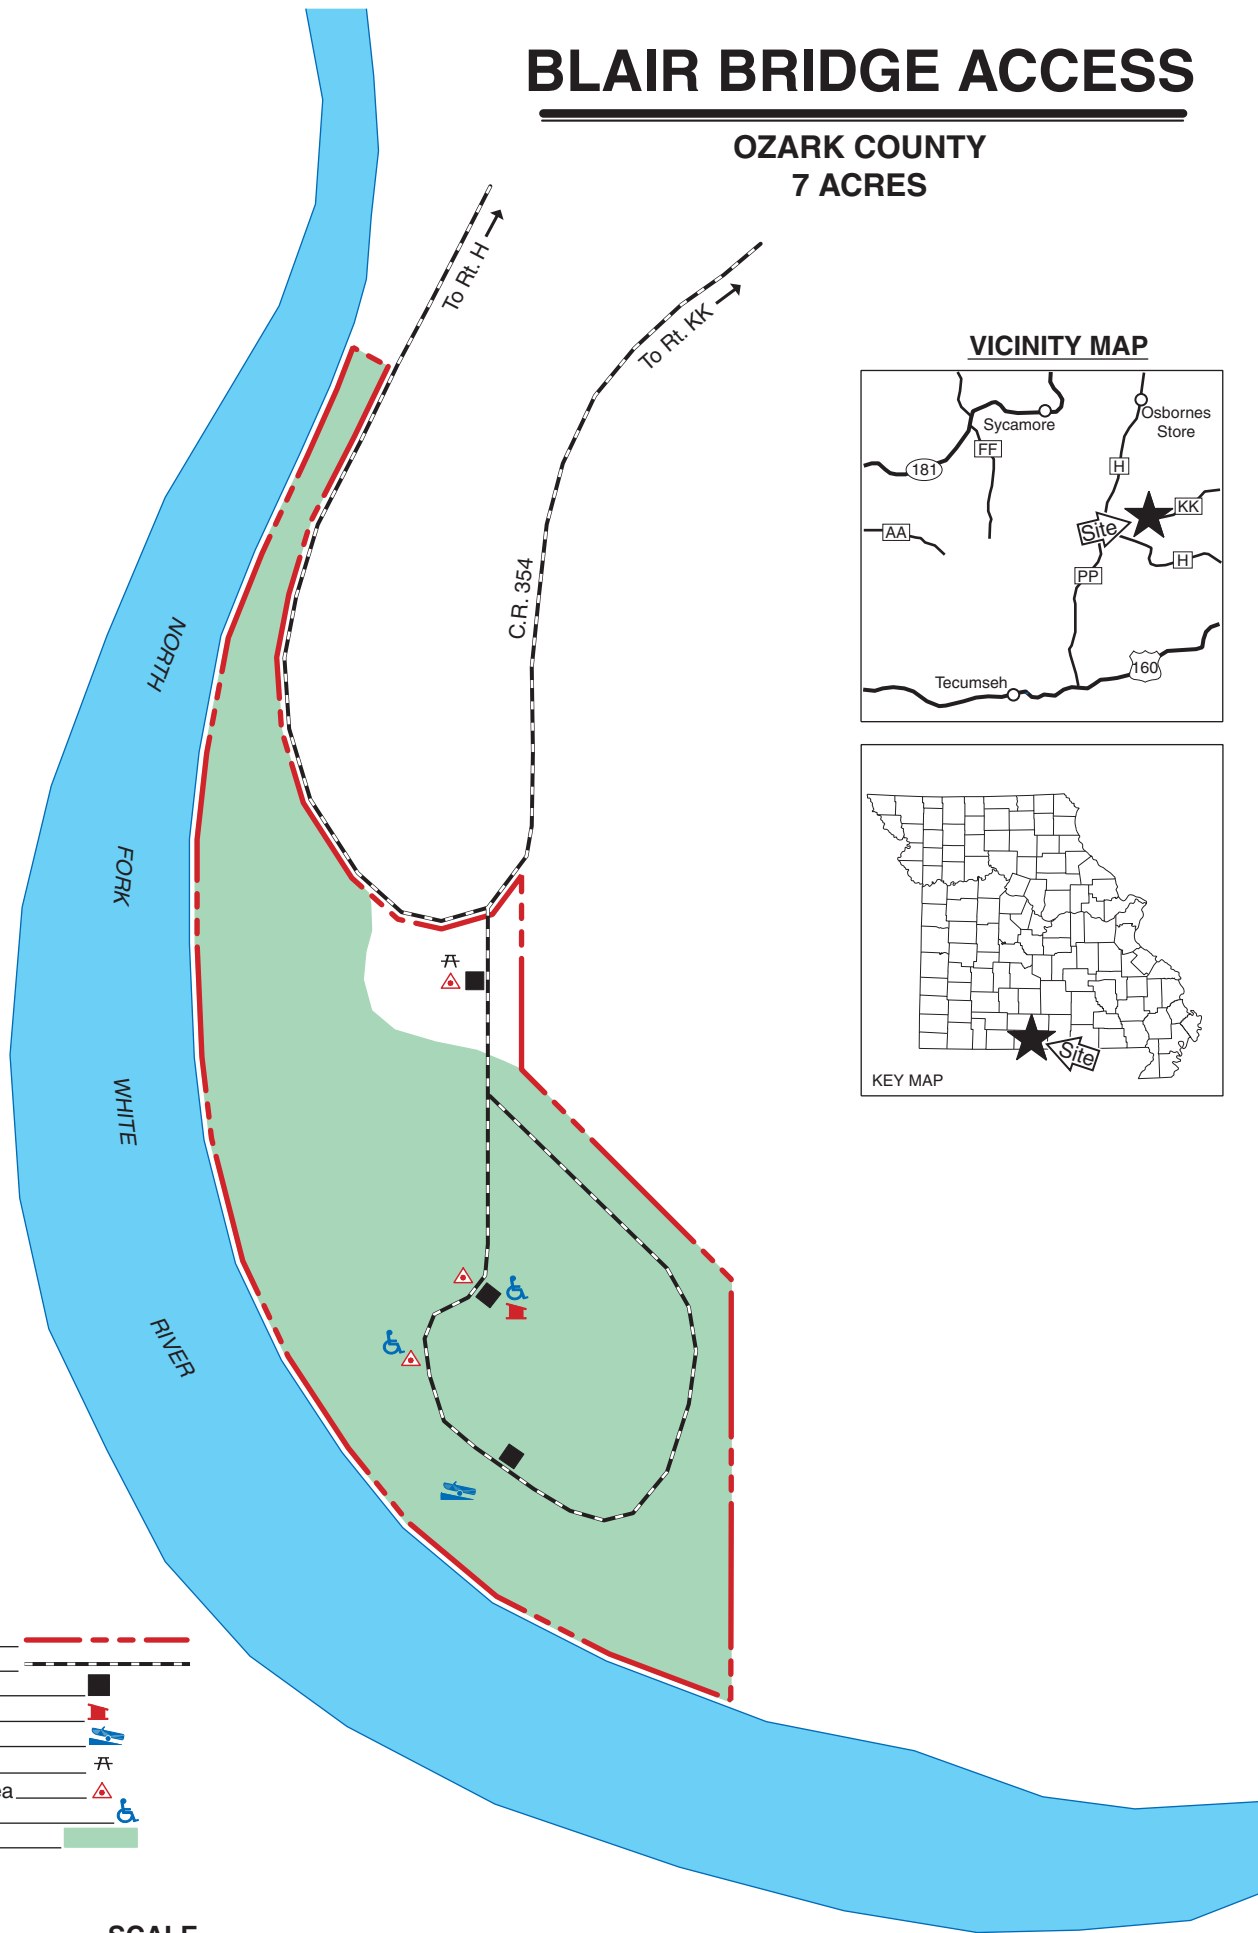 BLAIR BRIDGE ACCESS
OZARK COUNTY
7 ACRES
To Rt. H
To Rt. KK
C.R. 354
NORTH
FORK
WHITE
RIVER
VICINITY MAP
Sycamore
Osbornes
Store
FF
181
H
KK
Site
AA
H
PP
160
Tecumseh
Site
KEY MAP